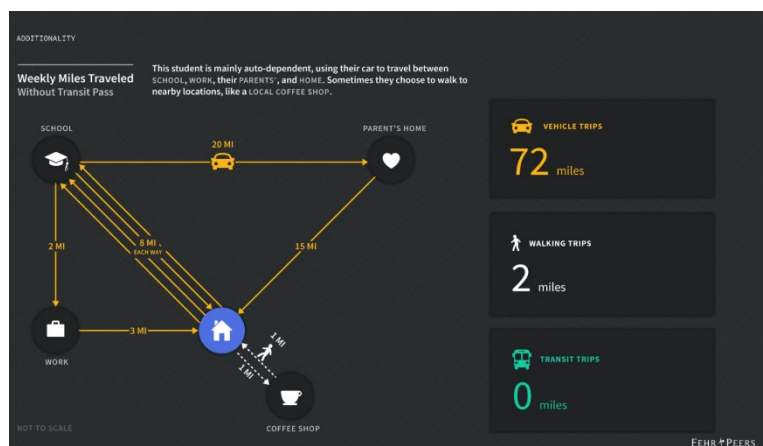 ADDITIONALITY
Weekly Miles Traveled
Without Transit Pass
This student is mainly auto-dependent, using their car to travel between
SCHOOL, WORK, their PARENTS', and HOME. Sometimes they choose to walk to
nearby locations, like a LOCAL COFFEE SHOP.
SCHOOL
20 MI
PARENT'S HOME
2 MI
8 MI
EACH WAY
15 MI
3 MI
WORK
1 MI
1 MI
COFFEE SHOP
NOT TO SCALE
VEHICLE TRIPS
72 miles
WALKING TRIPS
2 miles
TRANSIT TRIPS
0 miles
FEHR PEERS